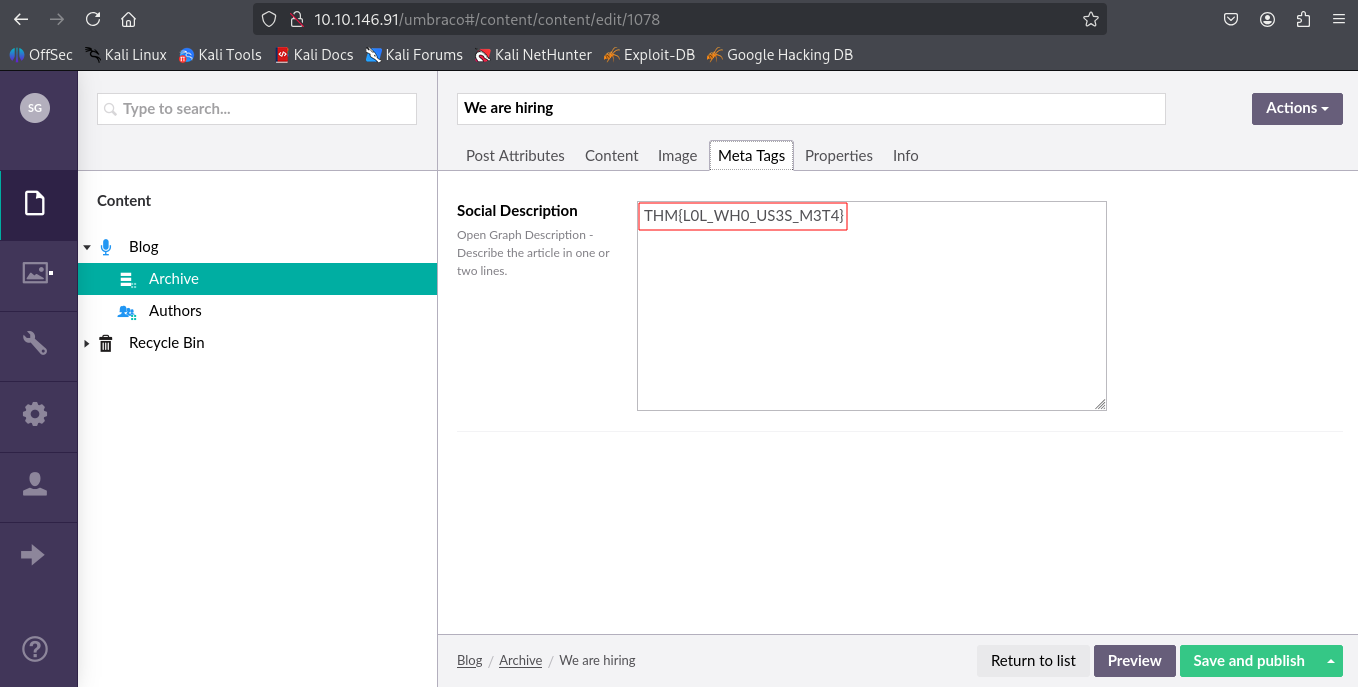 10.10.146.91/umbraco#/content/content/edit/1078
OffSec Kali Linux Kali Tools Kali Docs Kali Forums Kali NetHunter Exploit-DB Google Hacking DB
SG
Type to search...
We are hiring
Actions
Post Attributes Content Image Meta Tags Properties Info
Content
Blog
Archive
Authors
Recycle Bin
Social Description
Open Graph Description -
Describe the article in one or
two lines.
THM{L0L_WH0_US3S_M3T4}
Blog / Archive / We are hiring
Return to list
Preview
Save and publish